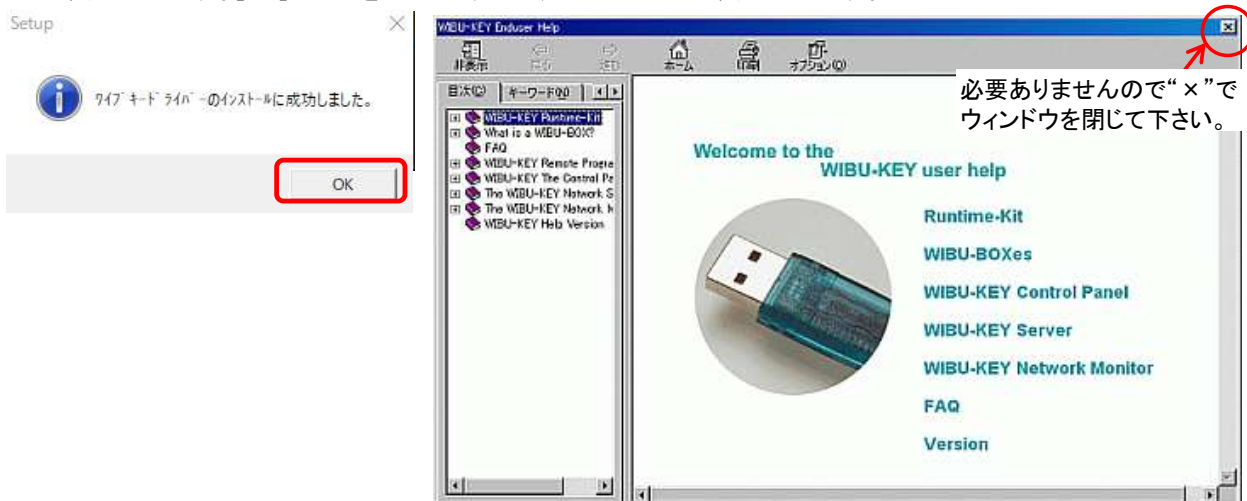 Setup
ワイブ キード ライバ ーのインストールに成功しました。
OK
WIBU-KEY Enduser Help
非表示
ホーム
印刷
オプション(O)
必要ありませんので“×”で
ウィンドウを閉じて下さい。
目次(C)
キーワード(N)
WIBU-KEY Runtime-Kit
What is a WIBU-BOX?
FAQ
WIBU-KEY Remote Progra
WIBU-KEY The Control Pa
The WIBU-KEY Network S
The WIBU-KEY Network M
WIBU-KEY Help Version
Welcome to the
WIBU-KEY user help
Runtime-Kit
WIBU-BOXes
WIBU-KEY Control Panel
WIBU-KEY Server
WIBU-KEY Network Monitor
FAQ
Version